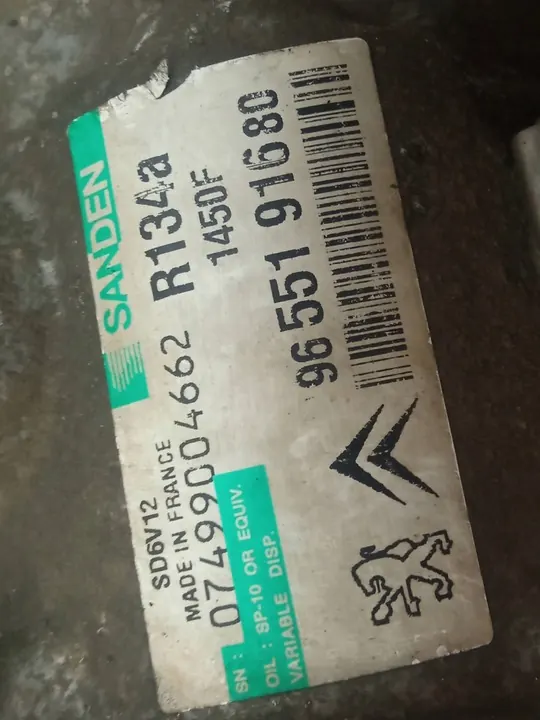 SANDEN
R134a
1450F
96 551 916 80
SD6V12
MADE IN FRANCE
SN : 07499004662
OIL : SP-10 OR EQUIV.
VARIABLE DISP.